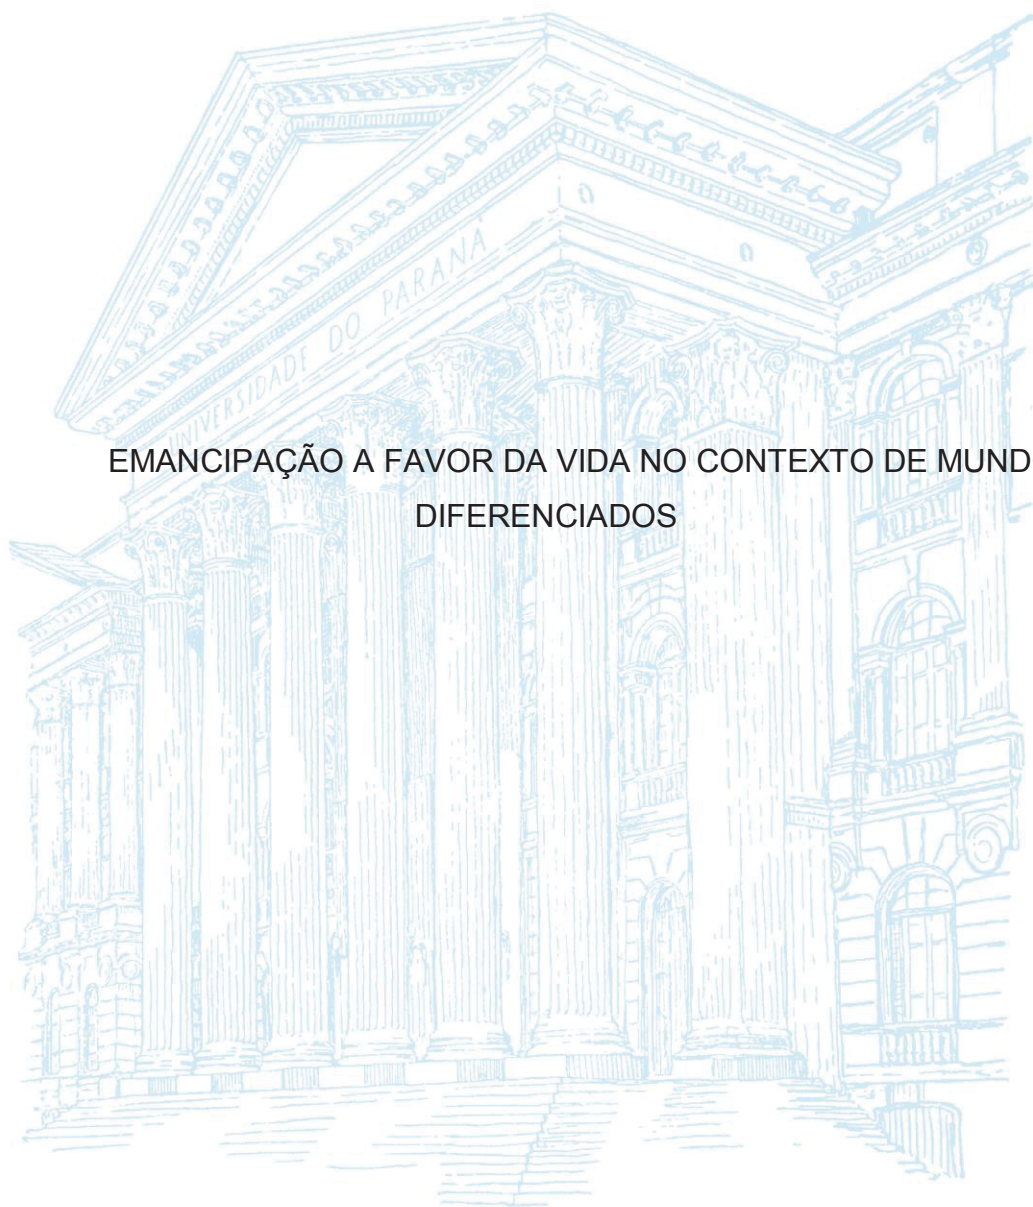 UNIVERSIDADE DO PARANÁ
EMANCIPAÇÃO A FAVOR DA VIDA NO CONTEXTO DE MUND
DIFERENCIADOS